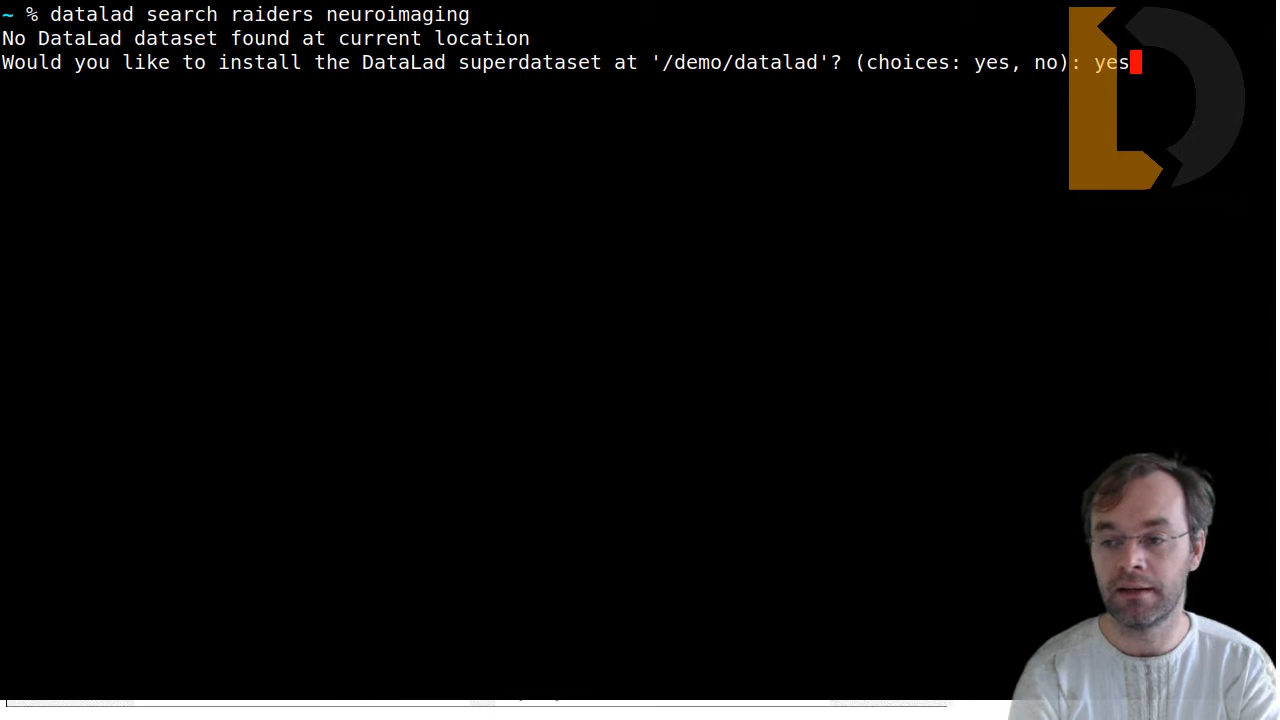 ~ % datalad search raiders neuroimaging
No DataLad dataset found at current location
Would you like to install the DataLad superdataset at '/demo/datalad'? (choices: yes, no): yes